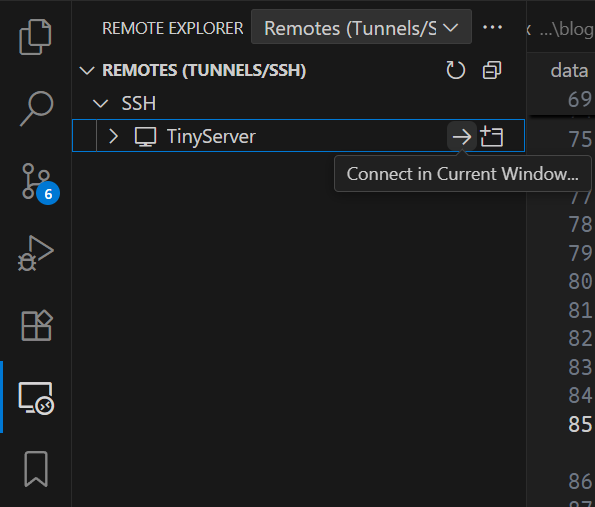 REMOTE EXPLORER
Remotes (Tunnels/S
x ...\blog
REMOTES (TUNNELS/SSH)
data
SSH
69
TinyServer
75
Connect in Current Window...
77
6
78
79
80
81
82
83
84
85
86
87